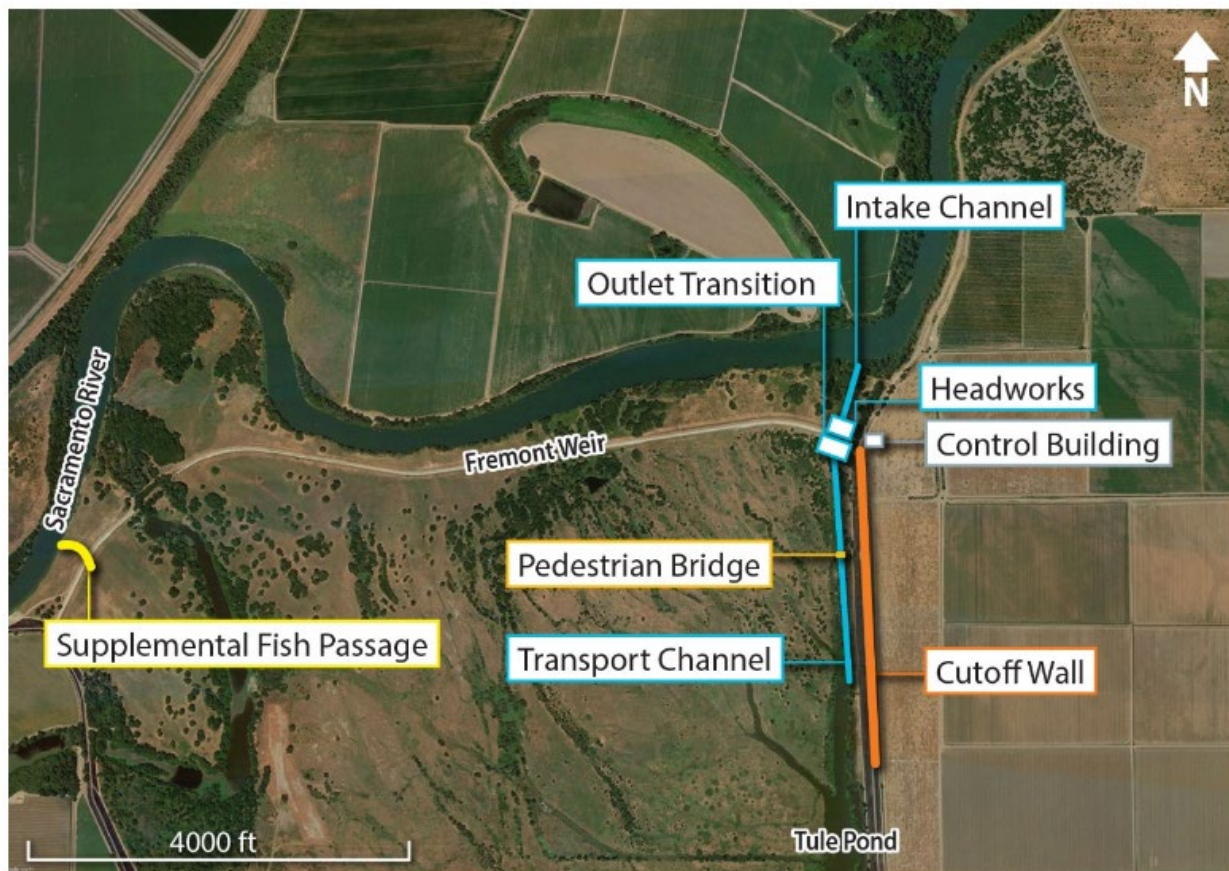 N
Intake Channel
Outlet Transition
Headworks
Control Building
Fremont Weir
Sacramento River
Pedestrian Bridge
Supplemental Fish Passage
Transport Channel
Cutoff Wall
4000 ft
Tule Pond